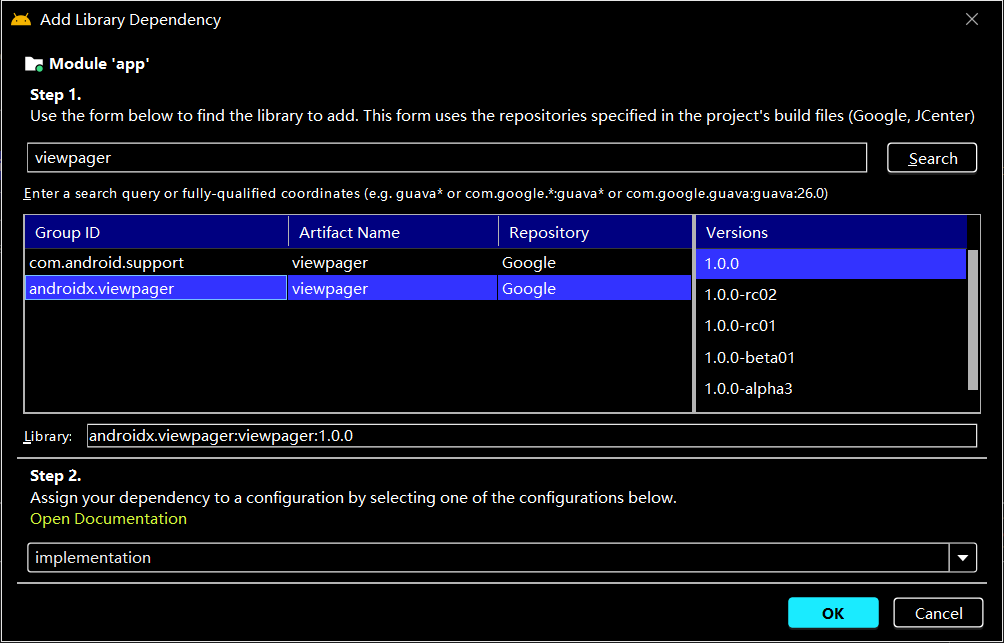 Add Library Dependency
Module 'app'
Step 1.
Use the form below to find the library to add. This form uses the repositories specified in the project's build files (Google, JCenter)
viewpager
Search
Enter a search query or fully-qualified coordinates (e.g. guava* or com.google.*:guava* or com.google.guava:guava:26.0)
Group ID Artifact Name Repository Versions
com.android.support viewpager Google 1.0.0
androidx.viewpager viewpager Google
1.0.0-rc02
1.0.0-rc01
1.0.0-beta01
1.0.0-alpha3
Library: androidx.viewpager:viewpager:1.0.0
Step 2.
Assign your dependency to a configuration by selecting one of the configurations below.
Open Documentation
implementation
OK Cancel